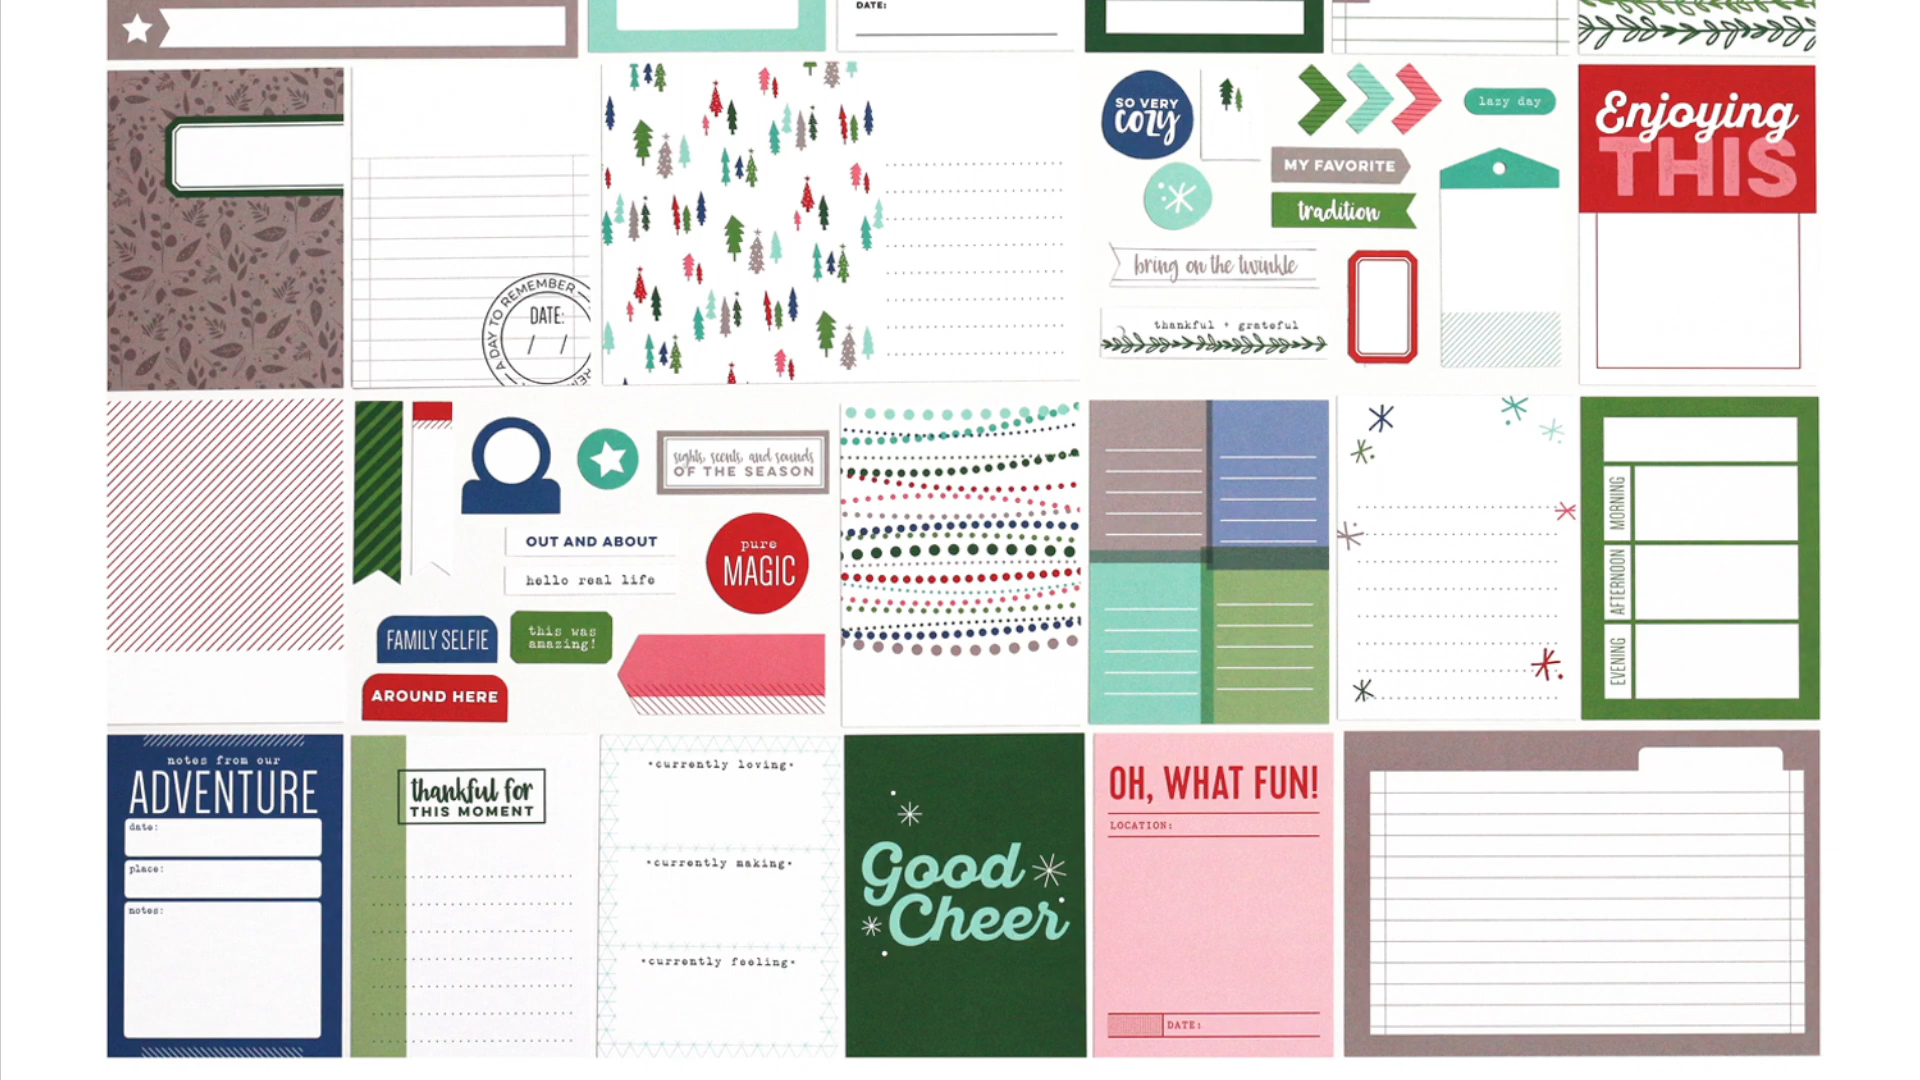 DATE:
A DAY TO REMEMBER
DATE:
/ /
SO VERY
COZY
lazy day
MY FAVORITE
tradition
bring on the twinkle
thankful + grateful
Enjoying
THIS
sights, scents, and sounds
OF THE SEASON
OUT AND ABOUT
hello real life
pure
MAGIC
FAMILY SELFIE
this was
amazing!
AROUND HERE
MORNING
AFTERNOON
EVENING
notes from our
ADVENTURE
date:
place:
notes:
thankful for
THIS MOMENT
•currently loving•
•currently making•
•currently feeling•
Good
Cheer
OH, WHAT FUN!
LOCATION:
DATE: